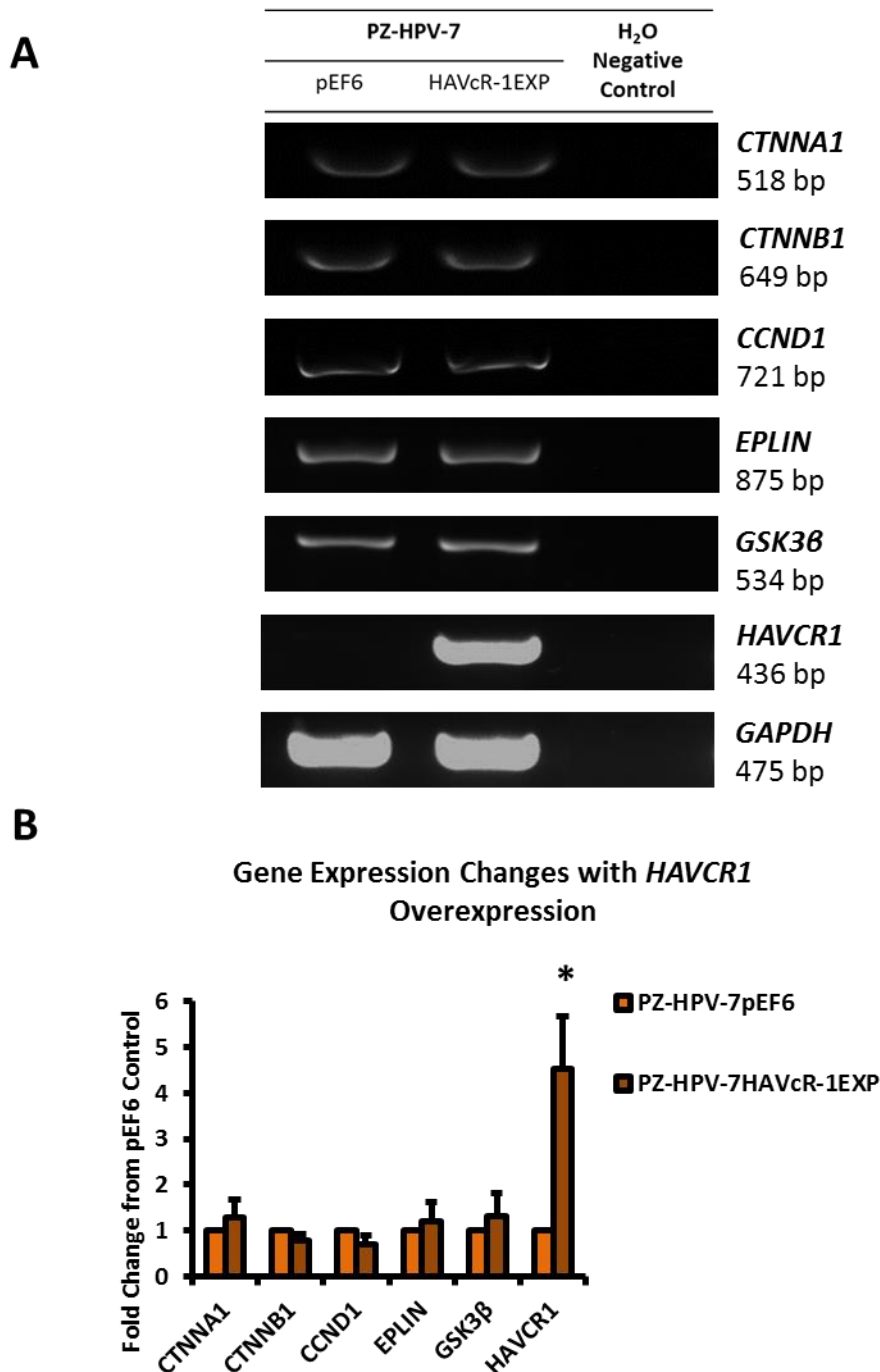 A
PZ-HPV-7
H₂O
Negative
Control
pEF6
HAVcR-1EXP
CTNNA1
518 bp
CTNNB1
649 bp
CCND1
721 bp
EPLIN
875 bp
GSK3β
534 bp
HAVCR1
436 bp
GAPDH
475 bp
B
Gene Expression Changes with HAVCR1
Overexpression
*
Fold Change from pEF6 Control
6
5
4
3
2
1
0
CTNNA1
CTNNB1
CCND1
EPLIN
GSK3β
HAVCR1
PZ-HPV-7pEF6
PZ-HPV-7HAVcR-1EXP